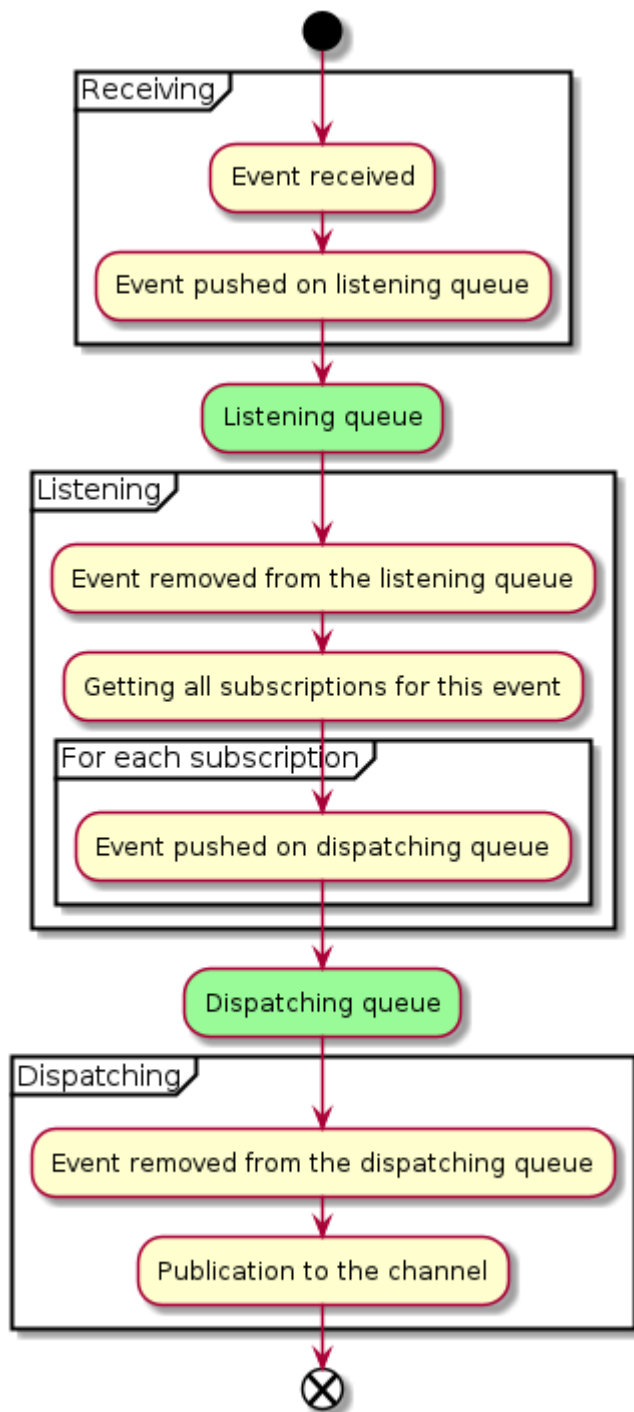 Receiving
Event received
Event pushed on listening queue
Listening queue
Listening
Event removed from the listening queue
Getting all subscriptions for this event
For each subscription
Event pushed on dispatching queue
Dispatching queue
Dispatching
Event removed from the dispatching queue
Publication to the channel